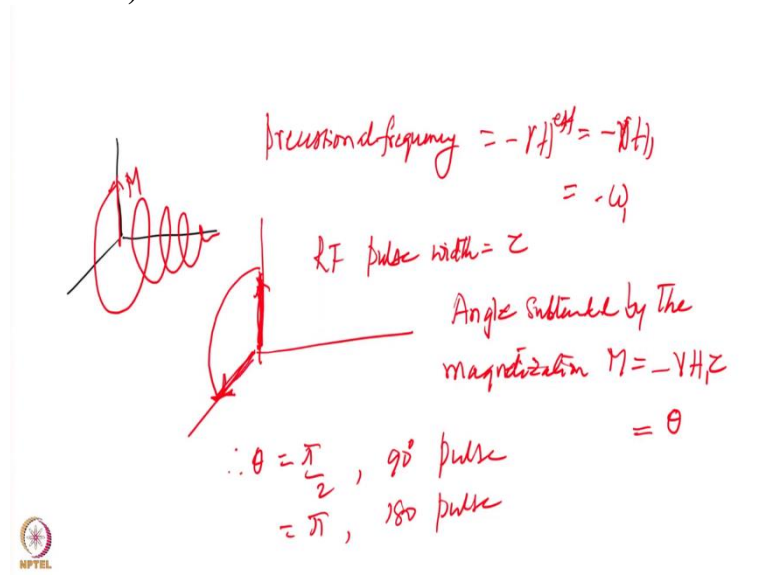 M
precessional frequency = -γH^eff = -γH₁
= -ω₁
RF pulse width = τ
Angle subtended by the
magnetization M = -γH₁τ
= θ
∴ θ = π/2, 90° pulse
= π, 180 pulse
NPTEL